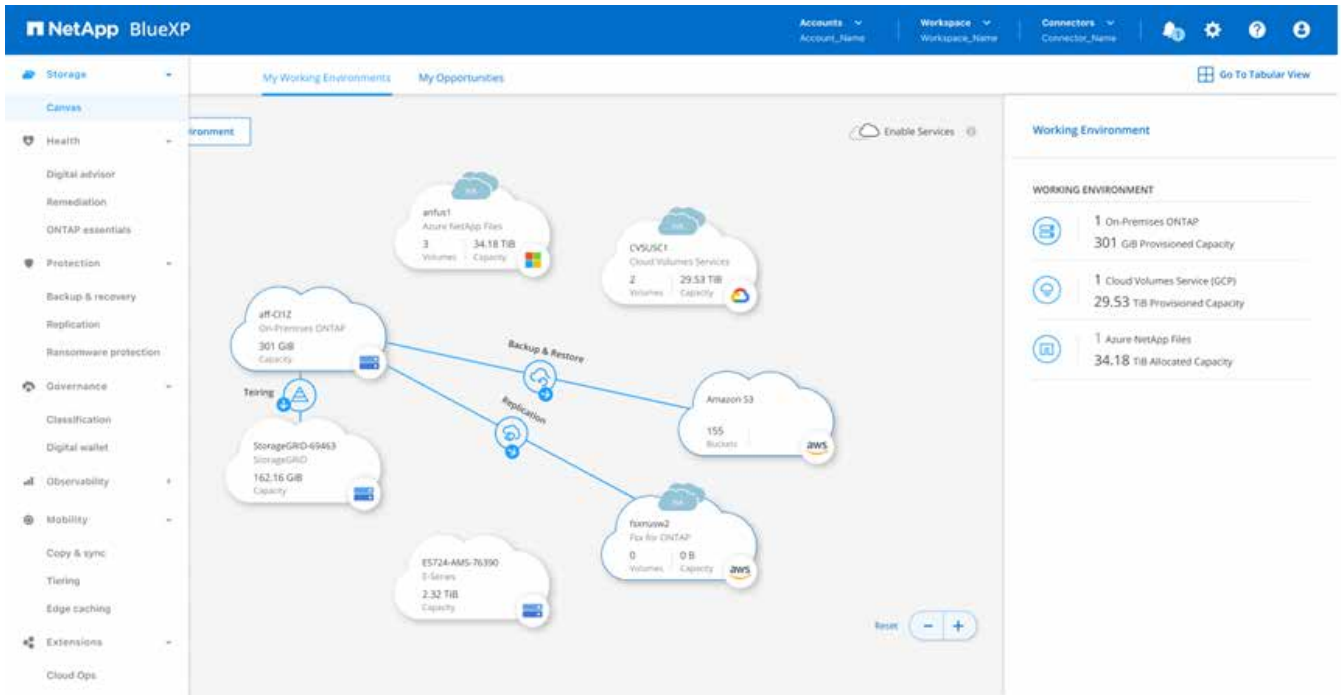 NetApp BlueXP
Accounts
Account_Name
Workspace
Workspace_Name
Connectors
Connector_Name
Storage
Canvas
Health
Digital advisor
Remediation
ONTAP essentials
Protection
Backup & recovery
Replication
Ransomware protection
Governance
Classification
Digital wallet
Observability
Mobility
Copy & sync
Tiering
Edge caching
Extensions
Cloud Ops
My Working Environments
My Opportunities
Go To Tabular View
ironment
Enable Services
anfus1
Azure NetApp Files
3
34.18 TiB
Volumes
Capacity
CVSUSC1
Cloud Volumes Services
2
29.53 TiB
Volumes
Capacity
On-Premises ONTAP
301 GiB
Capacity
Backup & Restore
Teiring
Replication
Amazon S3
155
Buckets
aws
StorageGRID-69463
StorageGRID
162.16 GiB
Capacity
Fsx for ONTAP
0
0 B
Volumes
Capacity
aws
E5724-AMS-76390
E-Series
2.32 TiB
Capacity
Reset
Working Environment
WORKING ENVIRONMENT
1 On-Premises ONTAP
301 GiB Provisioned Capacity
1 Cloud Volumes Service (GCP)
29.53 TiB Provisioned Capacity
1 Azure NetApp Files
34.18 TiB Allocated Capacity